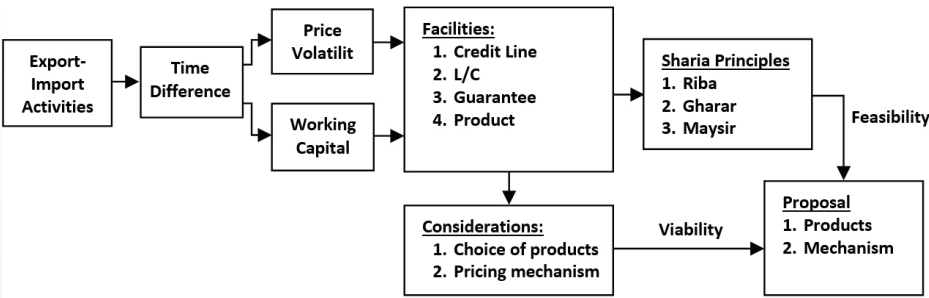 Export-
Import
Activities
Time
Difference
Price
Volatilit
Working
Capital
Facilities:
1. Credit Line
2. L/C
3. Guarantee
4. Product
Considerations:
1. Choice of products
2. Pricing mechanism
Sharia Principles
1. Riba
2. Gharar
3. Maysir
Feasibility
Viability
Proposal
1. Products
2. Mechanism